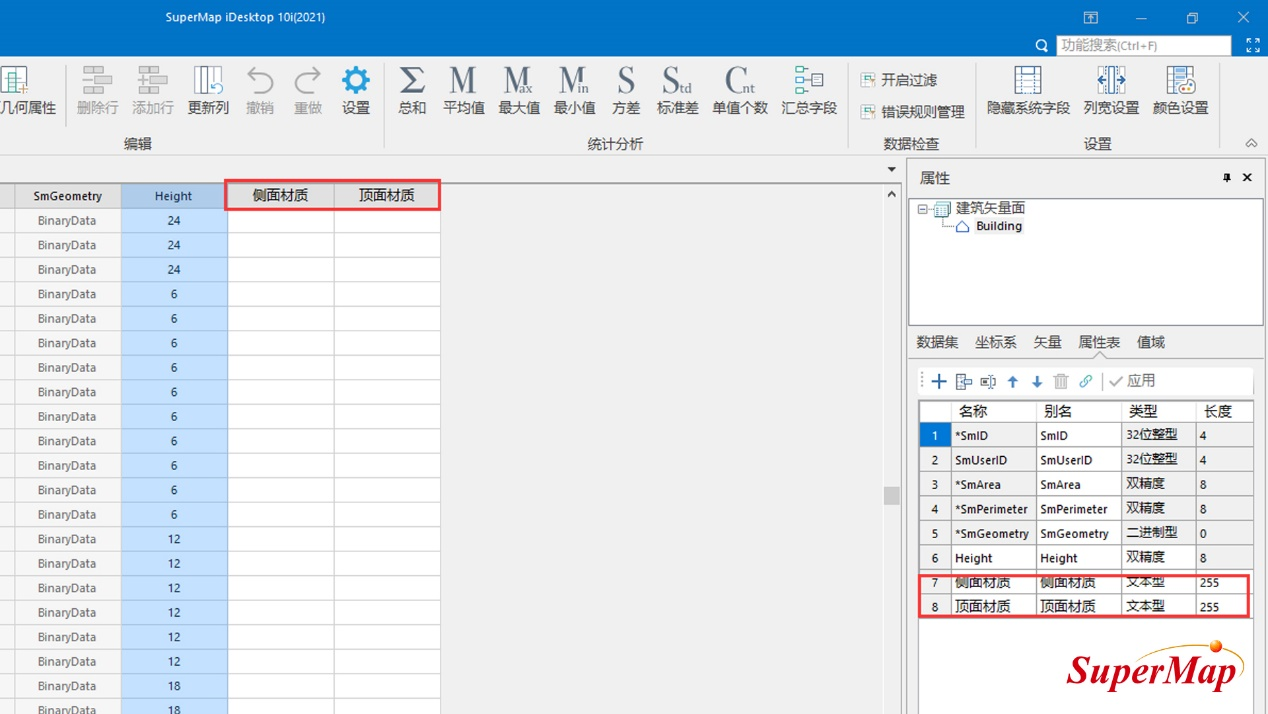 SuperMap iDesktop 10i(2021)
功能搜索(Ctrl+F)
几何属性 删除行 添加行 更新列 撤销 重做 设置 总和 平均值 最大值 最小值 方差 标准差 单值个数 汇总字段 开启过滤 错误规则管理 隐藏系统字段 列宽设置 颜色设置
M Max Min S Std Cnt
编辑 统计分析 数据检查 设置
SmGeometry Height 侧面材质 顶面材质
BinaryData 24
BinaryData 24
BinaryData 24
BinaryData 6
BinaryData 6
BinaryData 6
BinaryData 6
BinaryData 6
BinaryData 6
BinaryData 6
BinaryData 6
BinaryData 6
BinaryData 6
BinaryData 12
BinaryData 12
BinaryData 12
BinaryData 12
BinaryData 12
BinaryData 12
BinaryData 18
BinaryData 18
属性
建筑矢量面
Building
数据集 坐标系 矢量 属性表 值域
应用
名称 别名 类型 长度
1 *SmID SmID 32位整型 4
2 SmUserID SmUserID 32位整型 4
3 *SmArea SmArea 双精度 8
4 *SmPerimeter SmPerimeter 双精度 8
5 *SmGeometry SmGeometry 二进制型 0
6 Height Height 双精度 8
7 侧面材质 侧面材质 文本型 255
8 顶面材质 顶面材质 文本型 255
SuperMap